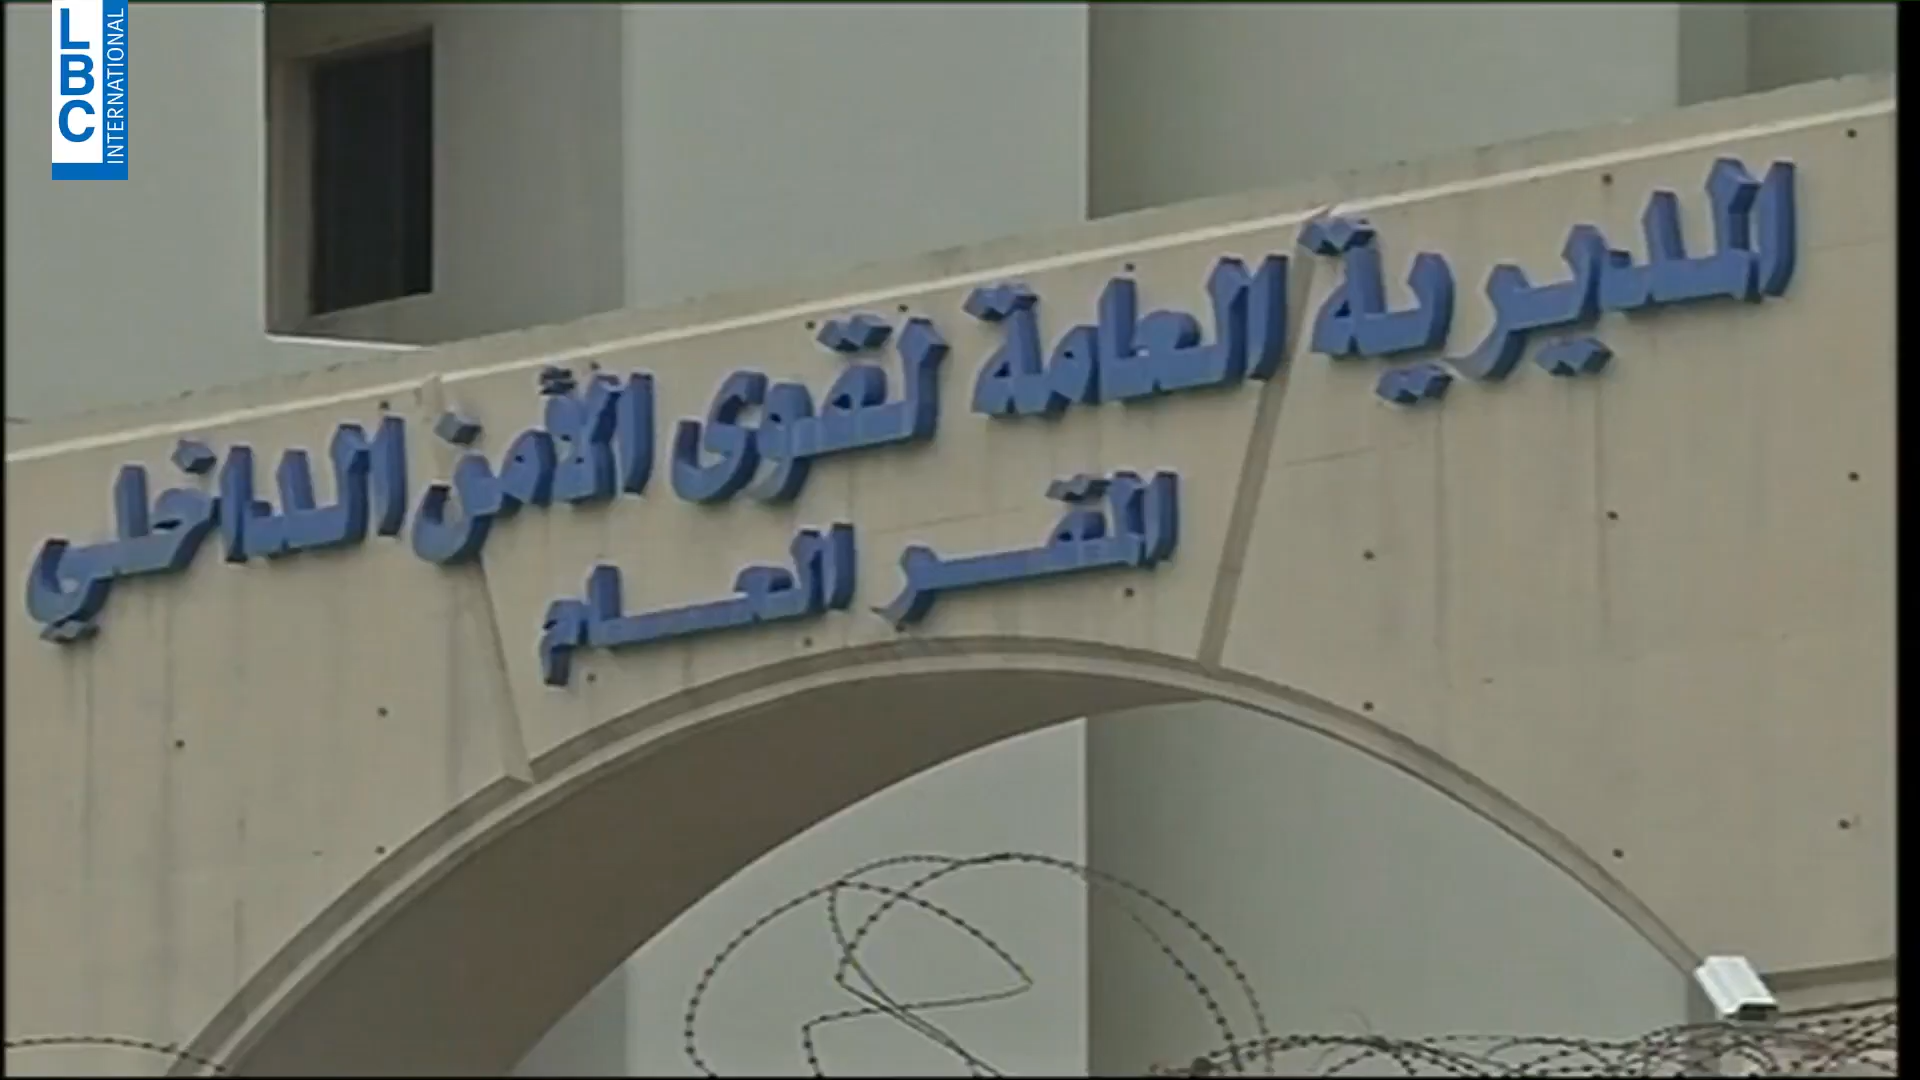 LBC
INTERNATIONAL
المديرية العامة لقوى الأمن الداخلي
المقر العام